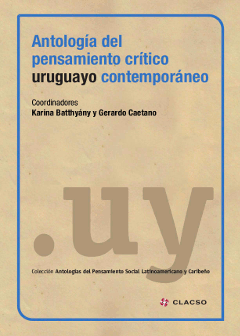 Antología del
pensamiento crítico
uruguayo contemporáneo
Coordinadores
Karina Batthyány y Gerardo Caetano
.uy
Colección Antologías del Pensamiento Social Latinoamericano y Caribeño
CLACSO